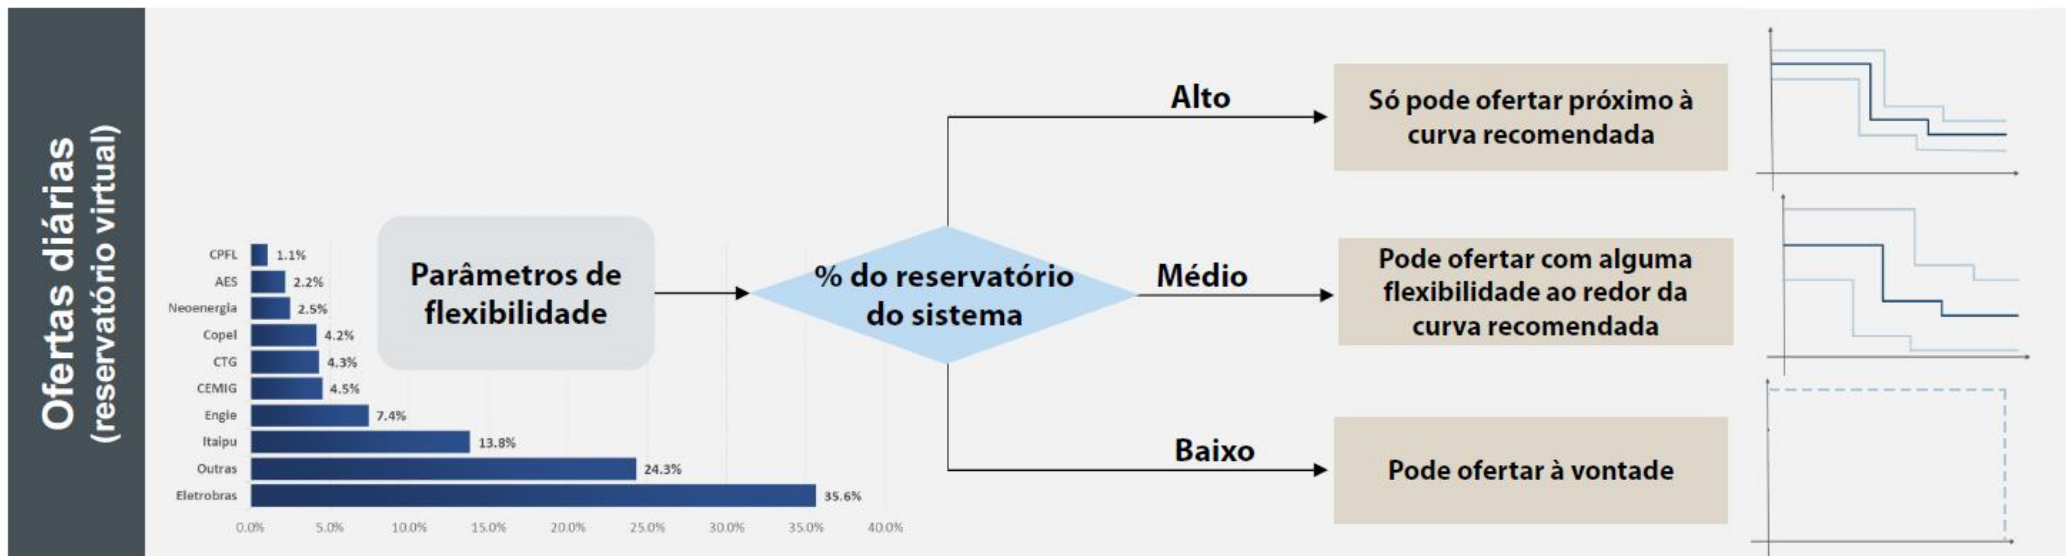 Ofertas diárias
(reservatório virtual)
CPFL 1.1%
AES 2.2%
Neoenergia 2.5%
Copel 4.2%
CTG 4.3%
CEMIG 4.5%
Engie 7.4%
Itaipu 13.8%
Outras 24.3%
Eletrobras 35.6%
0.0% 5.0% 10.0% 15.0% 20.0% 25.0% 30.0% 35.0% 40.0%
Parâmetros de
flexibilidade
% do reservatório
do sistema
Alto
Só pode ofertar próximo à
curva recomendada
Médio
Pode ofertar com alguma
flexibilidade ao redor da
curva recomendada
Baixo
Pode ofertar à vontade